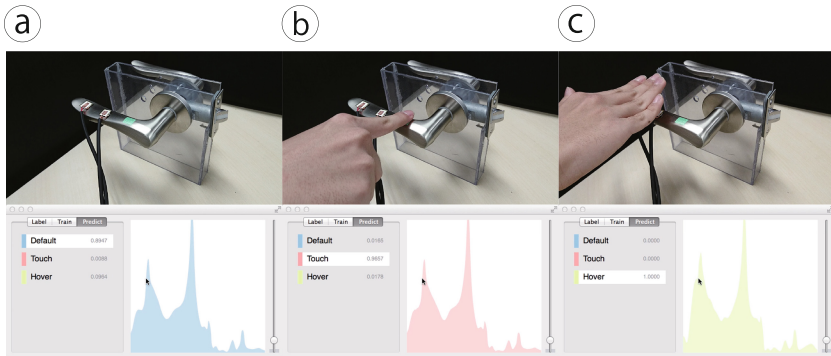 a
b
c
Label Train Predict
Default 0.8947
Touch 0.0088
Hover 0.0964
Label Train Predict
Default 0.0165
Touch 0.9657
Hover 0.0178
Label Train Predict
Default 0.0000
Touch 0.0000
Hover 1.0000